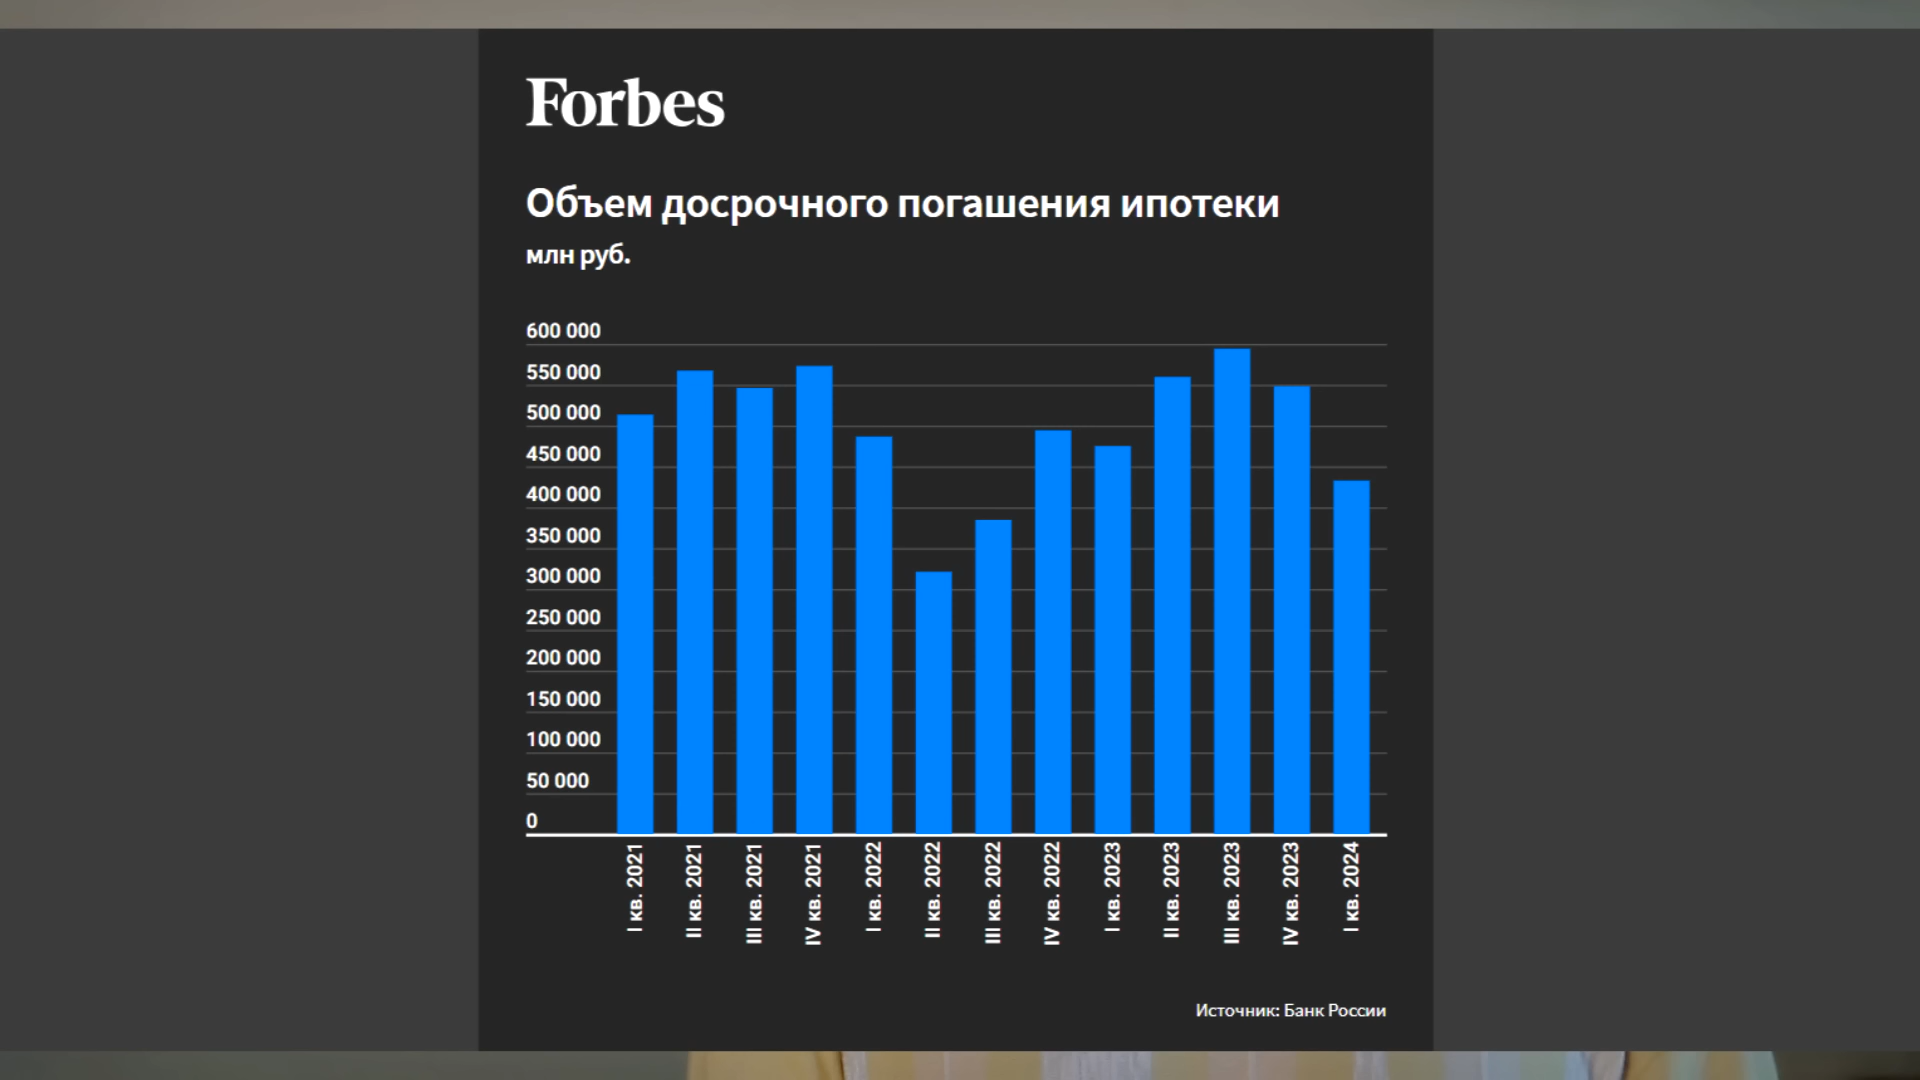 Forbes
Объем досрочного погашения ипотеки
млн руб.
600 000
550 000
500 000
450 000
400 000
350 000
300 000
250 000
200 000
150 000
100 000
50 000
0
I кв. 2021
II кв. 2021
III кв. 2021
IV кв. 2021
I кв. 2022
II кв. 2022
III кв. 2022
IV кв. 2022
I кв. 2023
II кв. 2023
III кв. 2023
IV кв. 2023
I кв. 2024
Источник: Банк России